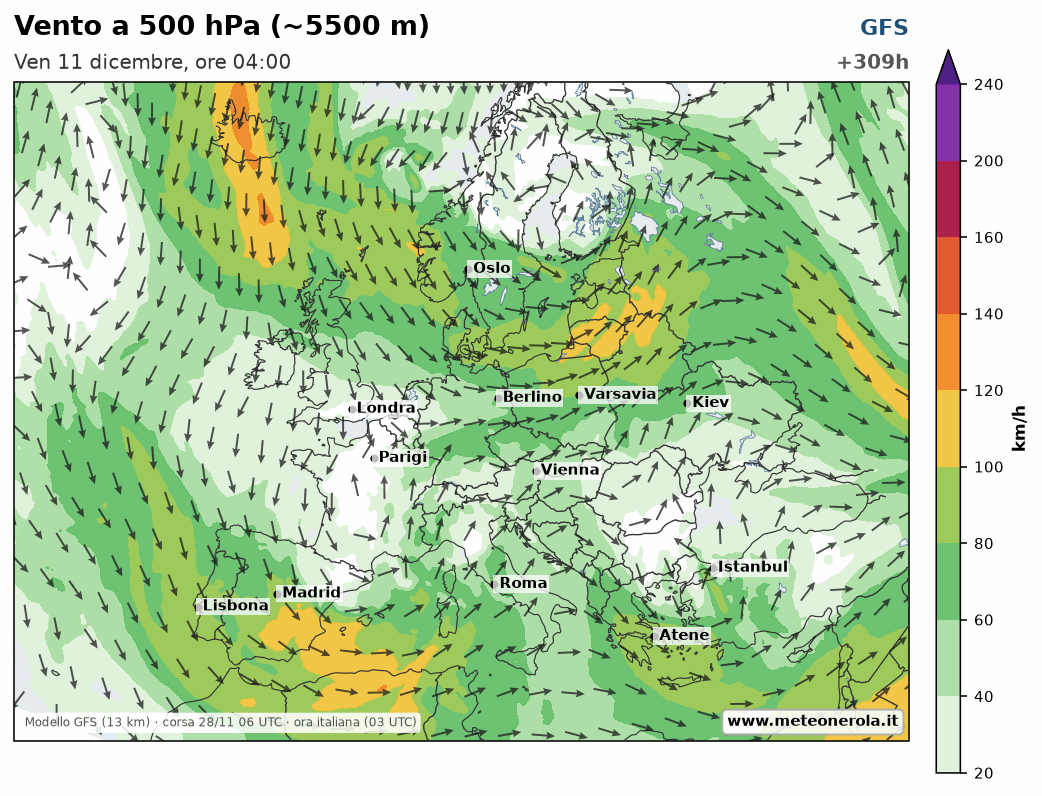 Vento a 500 hPa (~5500 m)
GFS
Ven 11 dicembre, ore 04:00
+309h
240
200
160
140
120
100
80
60
40
20
km/h
Oslo
Berlino
Varsavia
Kiev
Londra
Parigi
Vienna
Istanbul
Roma
Madrid
Lisbona
Atene
Modello GFS (13 km) · corsa 28/11 06 UTC · ora italiana (03 UTC)
www.meteonerola.it